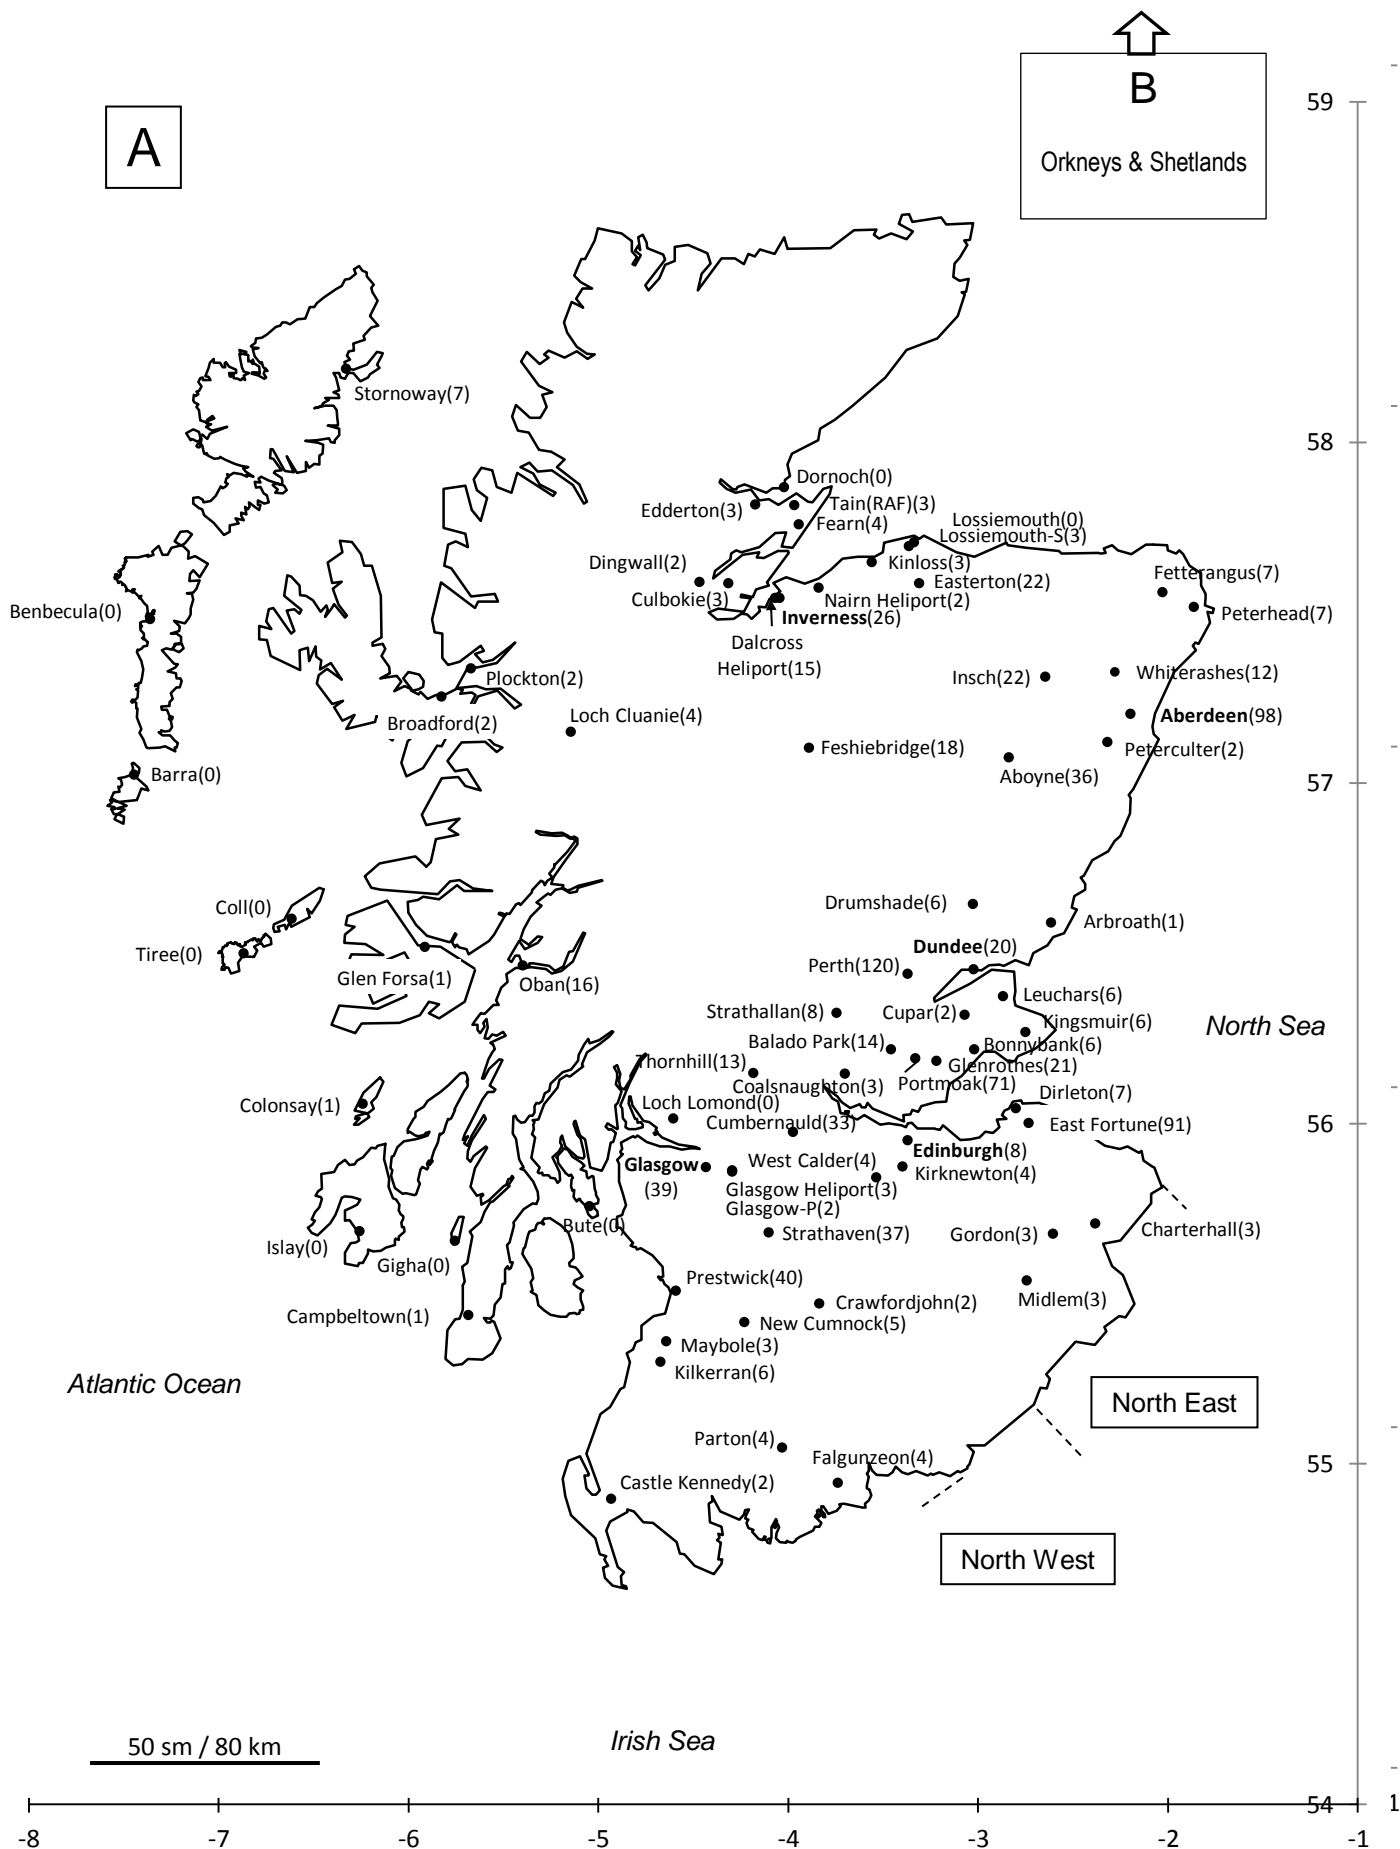 B
59
A
Orkneys & Shetlands
Stornoway(7)
58
Dornoch(0)
Edderton(3)
Tain(RAF)(3)
Fearn(4)
Lossiemouth(0)
Lossiemouth-S(3)
Dingwall(2)
Kinloss(3)
Fetterangus(7)
Culbokie(3)
Easterton(22)
Nairn Heliport(2)
Benbecula(0)
Inverness(26)
Peterhead(7)
Dalcross
Heliport(15)
Plockton(2)
Insch(22)
Whiterashes(12)
Broadford(2)
Loch Cluanie(4)
Aberdeen(98)
Feshiebridge(18)
Peterculter(2)
Barra(0)
Aboyne(36)
57
Coll(0)
Drumshade(6)
Arbroath(1)
Tiree(0)
Dundee(20)
Glen Forsa(1)
Oban(16)
Perth(120)
Leuchars(6)
Strathallan(8)
Cupar(2)
Kingsmuir(6)
North Sea
Balado Park(14)
Bonnybank(6)
Thornhill(13)
Glenrothes(21)
Coalsnaughton(3)
Portmoak(71)
Colonsay(1)
Loch Lomond(0)
Dirleton(7)
Cumbernauld(33)
East Fortune(91)
56
Edinburgh(8)
Glasgow
(39)
West Calder(4)
Kirknewton(4)
Glasgow Heliport(3)
Glasgow-P(2)
Bute(0)
Strathaven(37)
Gordon(3)
Charterhall(3)
Islay(0)
Gigha(0)
Prestwick(40)
Midlem(3)
Campbeltown(1)
Crawfordjohn(2)
New Cumnock(5)
Maybole(3)
Kilkerran(6)
Atlantic Ocean
North East
Parton(4)
Falgunzeon(4)
55
Castle Kennedy(2)
North West
Irish Sea
50 sm / 80 km
54
1
-8 -7 -6 -5 -4 -3 -2 -1